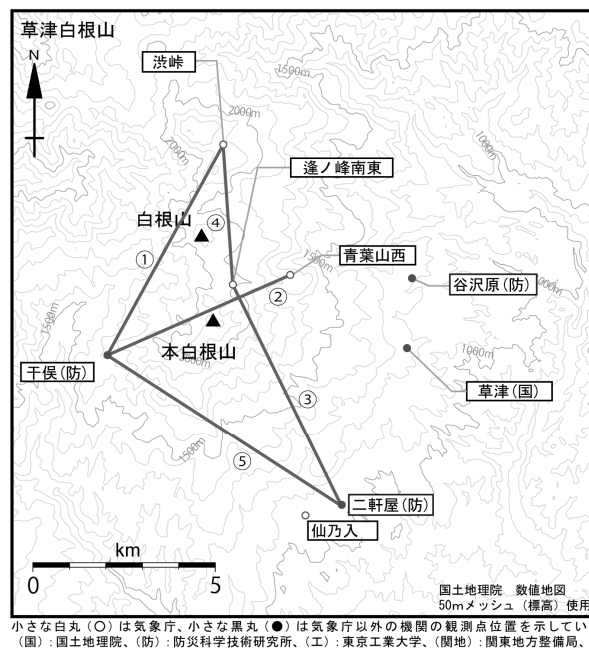 草津白根山
N
渋峠
1500m
2000m
2000m
1000m
逢ノ峰南東
白根山
④
①
青葉山西
1500m
②
谷沢原(防)
1000m
1500m
本白根山
干俣(防)
1000m
草津(国)
③
1500m
⑤
二軒屋(防)
仙乃入
km
0 5
国土地理院 数値地図
50mメッシュ(標高)使用
小さな白丸(○)は気象庁、小さな黒丸(●)は気象庁以外の機関の観測点位置を示してい
(国):国土地理院、(防):防災科学技術研究所、(工):東京工業大学、(関地):関東地方整備局、